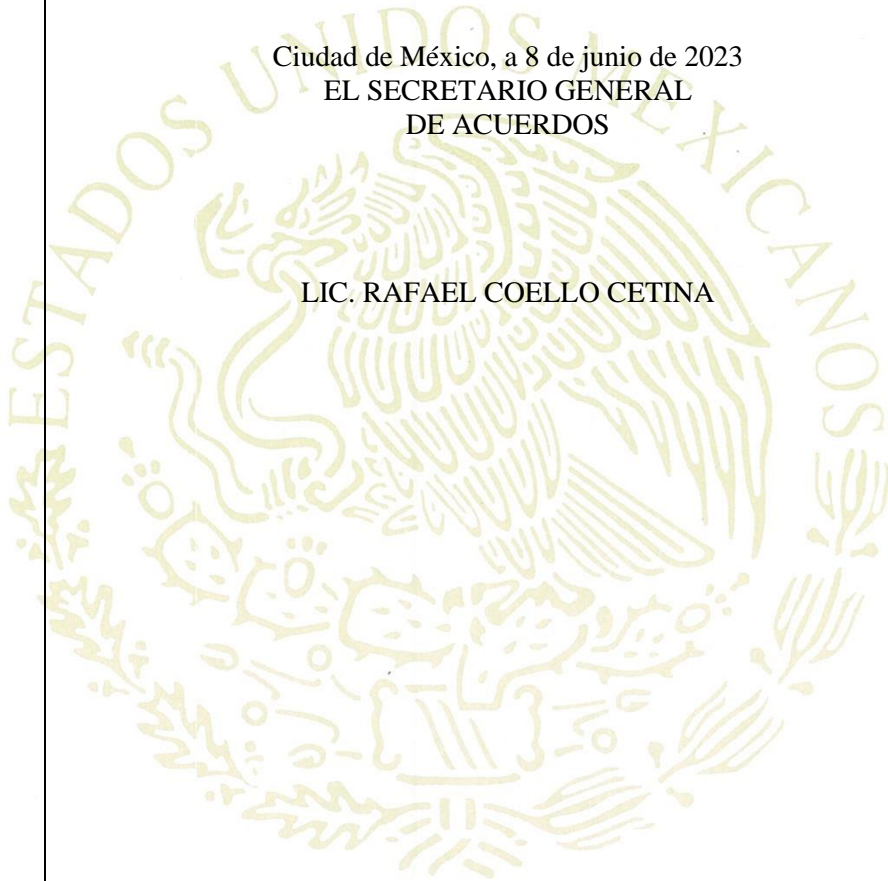 Ciudad de México, a 8 de junio de 2023
EL SECRETARIO GENERAL
DE ACUERDOS
LIC. RAFAEL COELLO CETINA
ESTADOS UNIDOS MEXICANOS